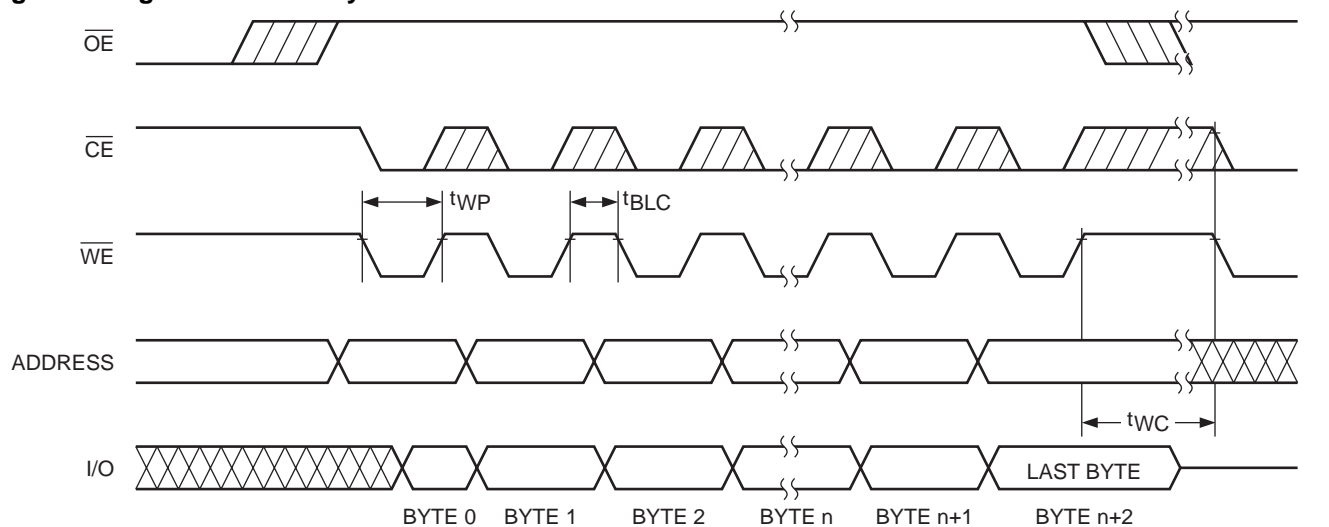 OE
CE
tWP
tBLC
WE
ADDRESS
tWC
I/O
LAST BYTE
BYTE 0 BYTE 1 BYTE 2 BYTE n BYTE n+1 BYTE n+2